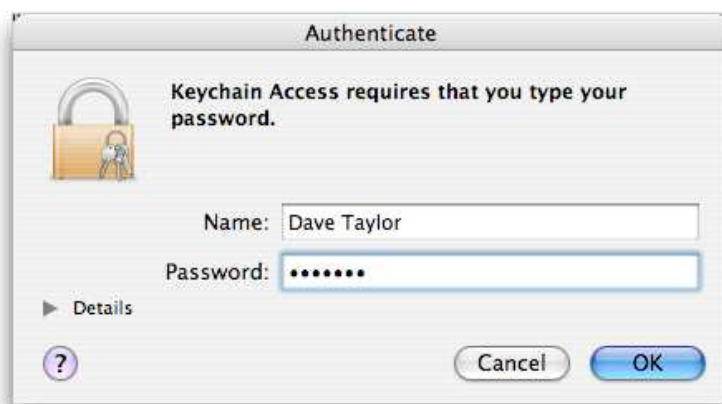 Authenticate
Keychain Access requires that you type your
password.
Name: Dave Taylor
Password: •••••••
Details
? Cancel OK